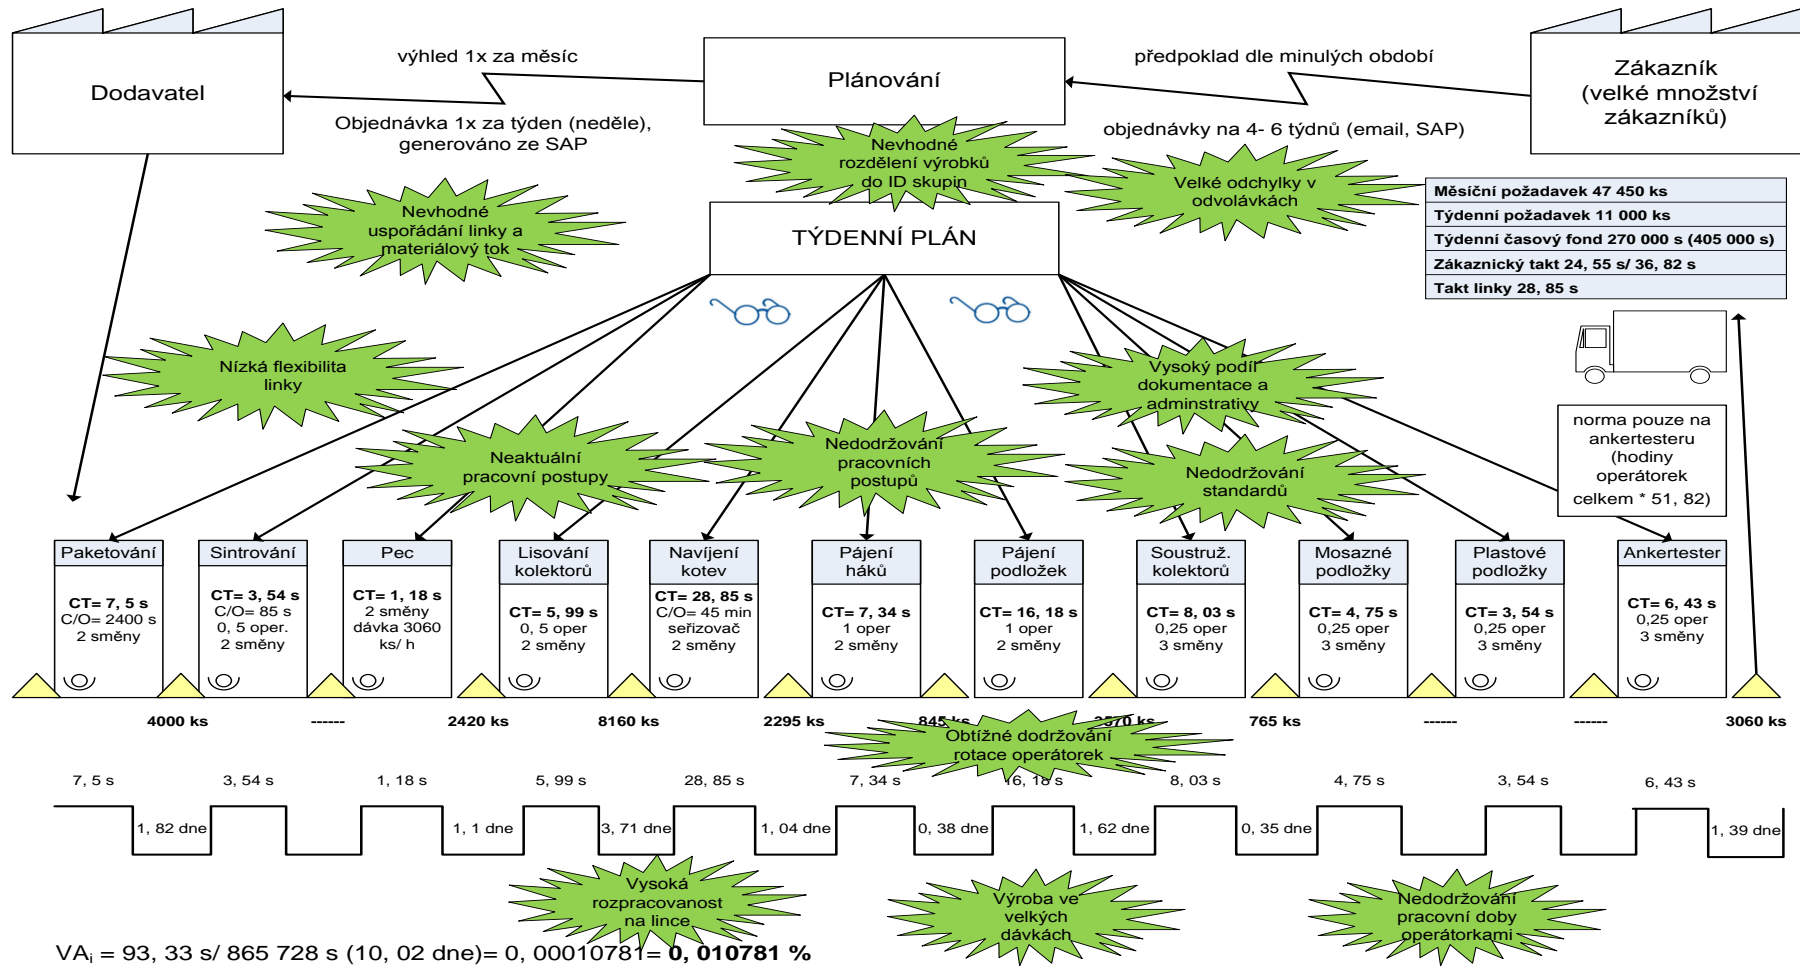 Dodavatel
výhled 1x za měsíc
Objednávka 1x za týden (neděle),
generováno ze SAP
Plánování
předpoklad dle minulých období
objednávky na 4- 6 týdnů (email, SAP)
Zákazník
(velké množství
zákazníků)
Nevhodné
rozdělení výrobků
do ID skupin
Velké odchylky v
odvolávkách
Nevhodné
uspořádání linky a
materiálový tok
TÝDENNÍ PLÁN
Měsíční požadavek 47 450 ks
Týdenní požadavek 11 000 ks
Týdenní časový fond 270 000 s (405 000 s)
Zákaznický takt 24, 55 s/ 36, 82 s
Takt linky 28, 85 s
Nízká flexibilita
linky
Vysoký podíl
dokumentace a
adminstrativy
Neaktuální
pracovní postupy
Nedodržování
pracovních
postupů
Nedodržování
standardů
norma pouze na
ankertesteru
(hodiny
operátorek
celkem * 51, 82)
Paketování
CT= 7, 5 s
C/O= 2400 s
2 směny
Sintrování
CT= 3, 54 s
C/O= 85 s
0, 5 oper.
2 směny
Pec
CT= 1, 18 s
2 směny
dávka 3060
ks/ h
Lisování
kolektorů
CT= 5, 99 s
0, 5 oper
2 směny
Navíjení
kotev
CT= 28, 85 s
C/O= 45 min
seřizovač
2 směny
Pájení
háků
CT= 7, 34 s
1 oper
2 směny
Pájení
podložek
CT= 16, 18 s
1 oper
2 směny
Soustruž.
kolektorů
CT= 8, 03 s
0,25 oper
3 směny
Mosazné
podložky
CT= 4, 75 s
0,25 oper
3 směny
Plastové
podložky
CT= 3, 54 s
0,25 oper
3 směny
Ankertester
CT= 6, 43 s
0,25 oper
3 směny
4000 ks ------ 2420 ks 8160 ks 2295 ks 845 ks 2570 ks 765 ks ------ ------ 3060 ks
Obtížné dodržování
rotace operátorek
7, 5 s 3, 54 s 1, 18 s 5, 99 s 28, 85 s 7, 34 s 16, 18 s 8, 03 s 4, 75 s 3, 54 s 6, 43 s
1, 82 dne ------ 1, 1 dne 3, 71 dne 1, 04 dne 0, 38 dne 1, 62 dne 0, 35 dne 1, 39 dne
Vysoká
rozpracovanost
na lince
Výroba ve
velkých
dávkách
Nedodržování
pracovní doby
operátorkami
VAi = 93, 33 s/ 865 728 s (10, 02 dne)= 0, 00010781= 0, 010781 %